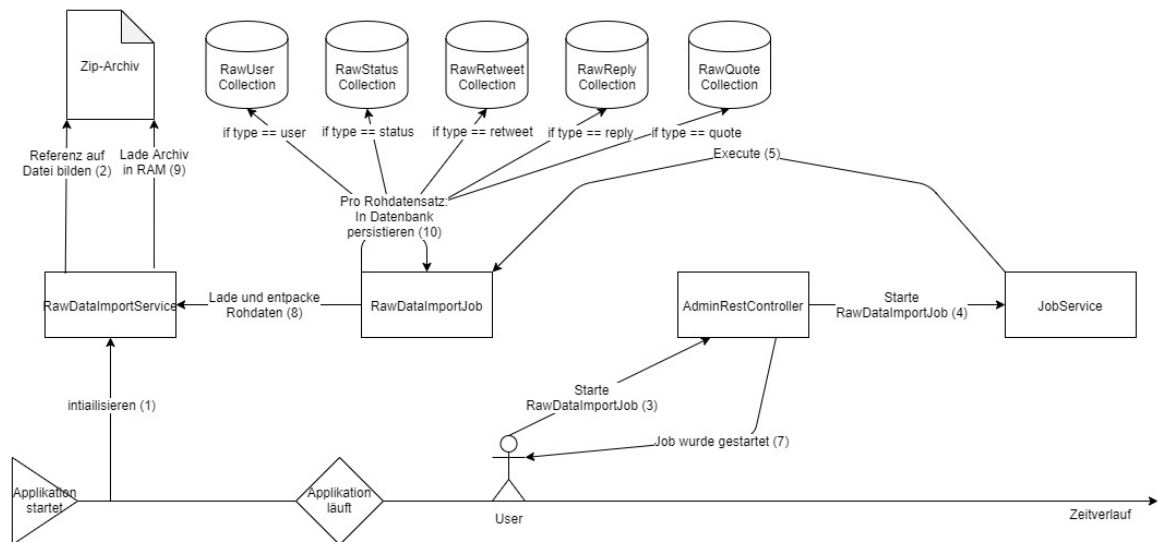 Zip-Archiv
RawUser
Collection
RawStatus
Collection
RawRetweet
Collection
RawReply
Collection
RawQuote
Collection
if type == user
if type == status
if type == retweet
if type == reply
if type == quote
Referenz auf
Datei bilden (2)
Lade Archiv
in RAM (9)
Execute (5)
Pro Rohdatensatz:
In Datenbank
persistieren (10)
RawDataImportService
Lade und entpacke
Rohdaten (8)
RawDataImportJob
AdminRestController
Starte
RawDataImportJob (4)
JobService
intiailisieren (1)
Starte
RawDataImportJob (3)
Job wurde gestartet (7)
Applikation
startet
Applikation
läuft
User
Zeitverlauf